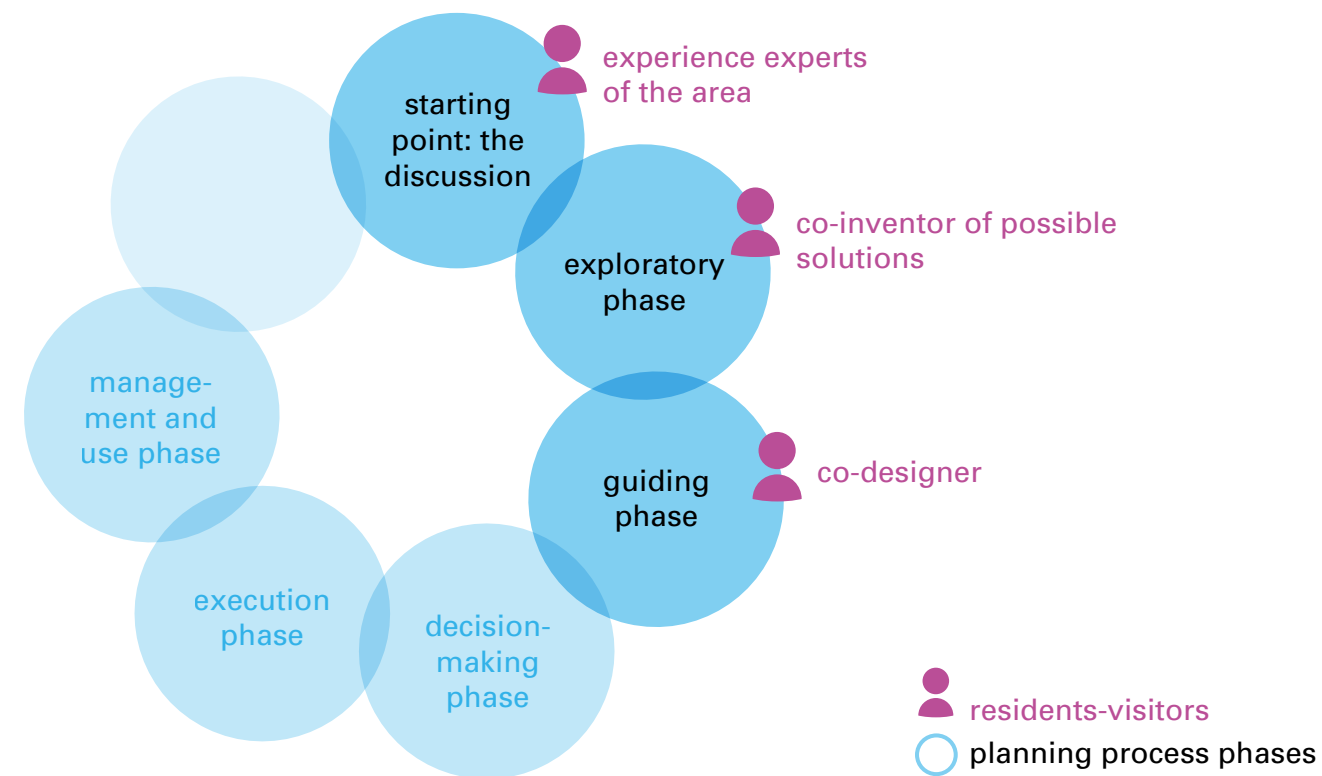 starting
point: the
discussion
experience experts
of the area
exploratory
phase
co-inventor of possible
solutions
guiding
phase
co-designer
decision-
making
phase
execution
phase
manage-
ment and
use phase
residents-visitors
planning process phases